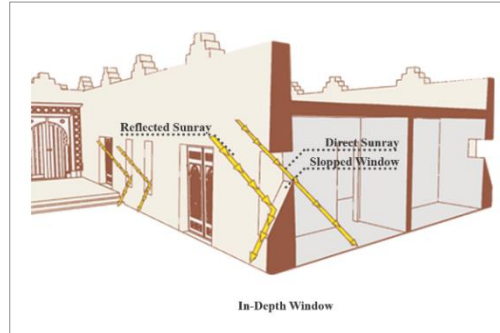 Reflected Sunray
Direct Sunray
Slopped Window
In-Depth Window